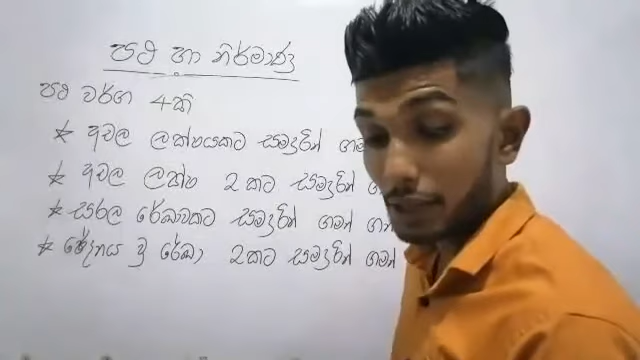 පථ හා නිර්මාණ
පථ වර්ග 4කි
* අචල ලක්ෂයකට සමදුරින්
* අචල ලක්ෂ 2 කට සමදුරින්
* සරල රේඛාවකට සමදුරින් ගමන්
* ඡේදනය වූ රේඛා 2කට සමදුරින් ගමන්